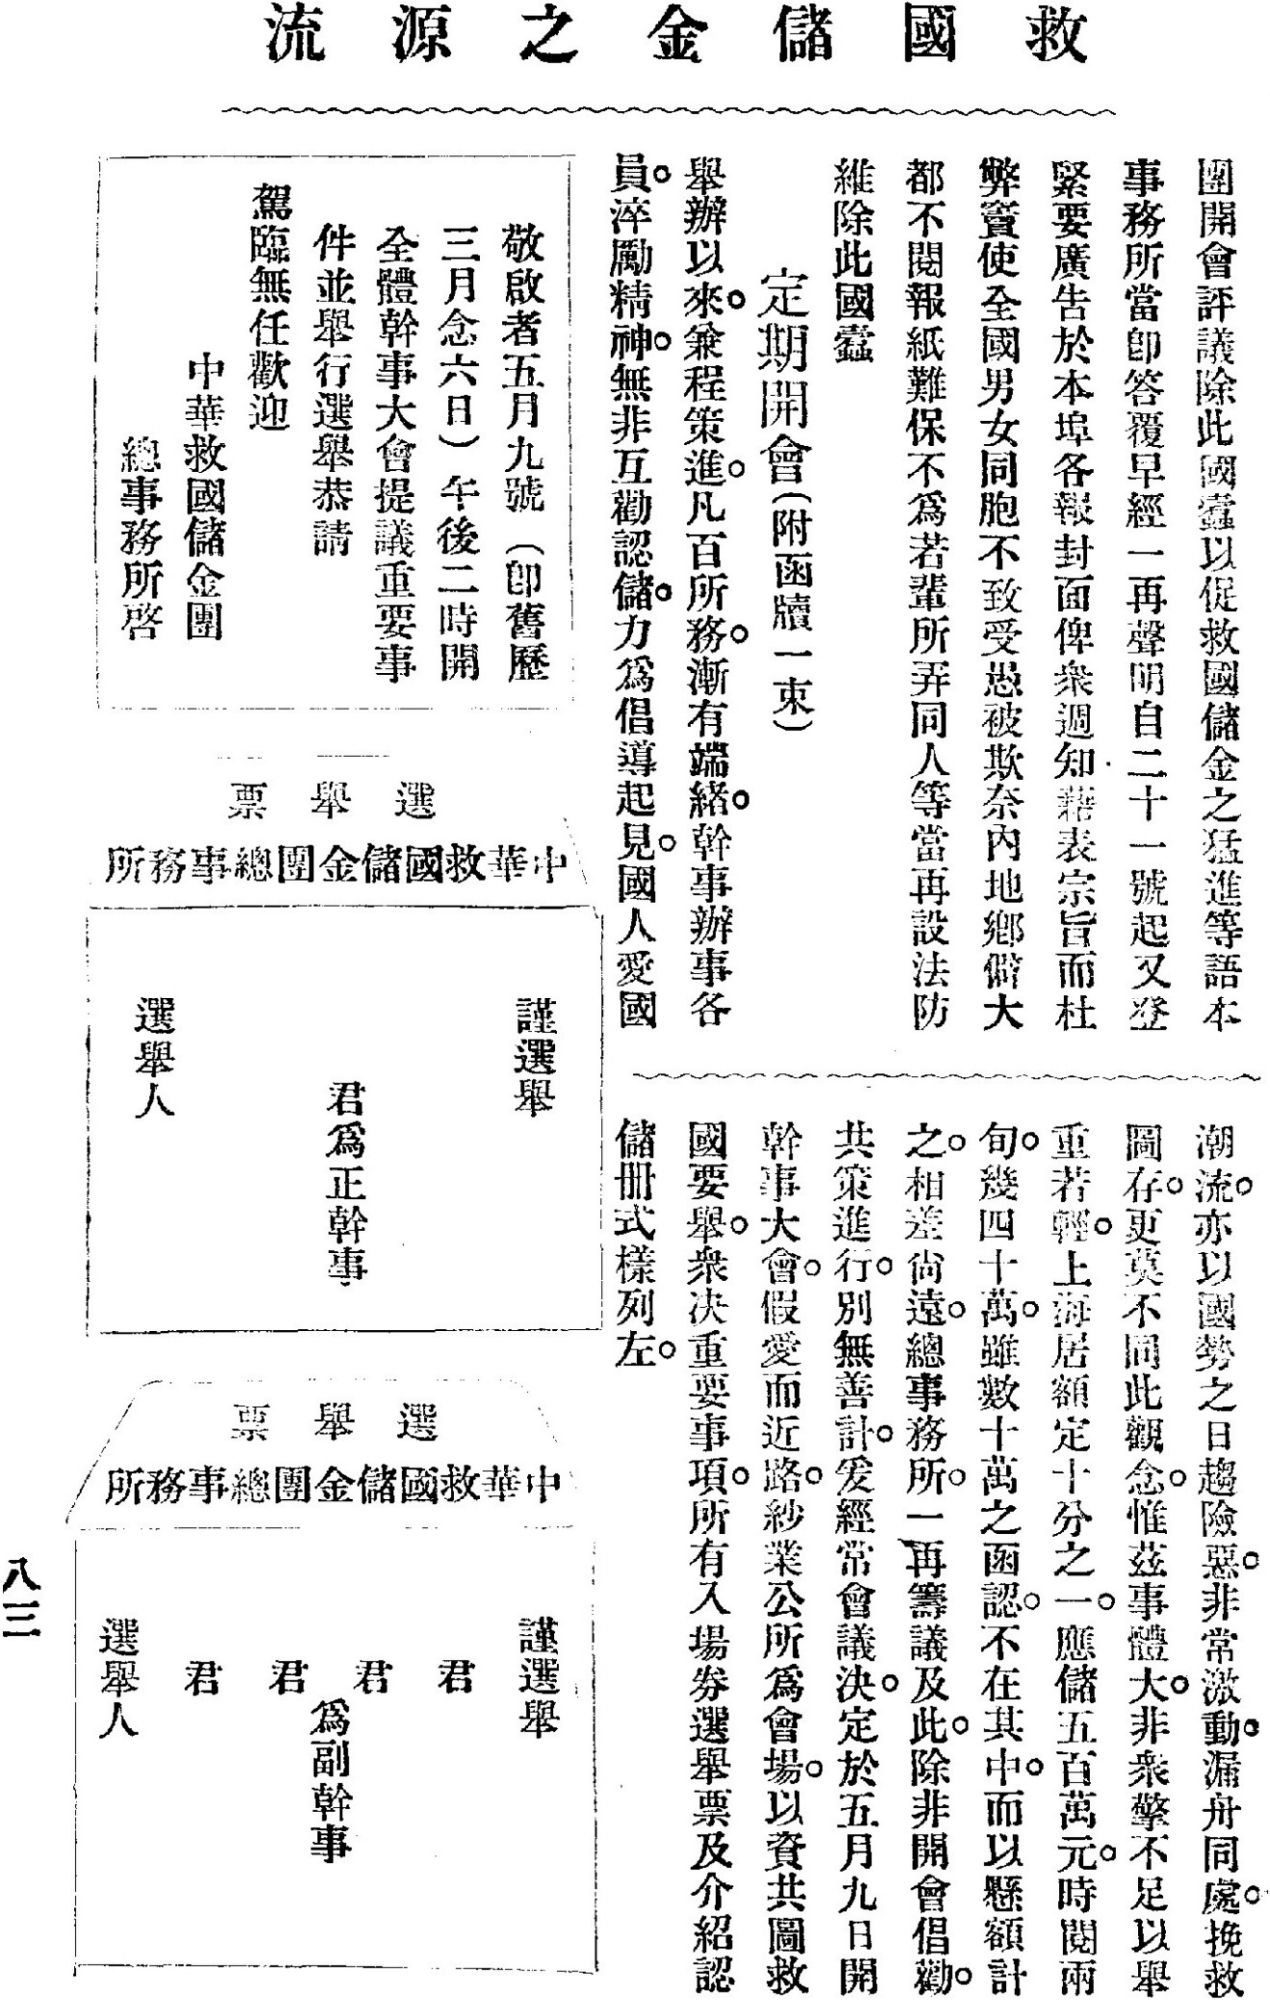 救國儲金之源流
團開會評議除此國蠹以促救國儲金之猛進等語本
事務所當卽答覆早經一再聲明自二十一號起又登
緊要廣告於本埠各報封面俾衆週知藉表宗旨而杜
弊竇使全國男女同胞不致受愚被欺奈內地鄉僻大
都不閱報紙難保不爲若輩所弄同人等當再設法防
維除此國蠹
定期開會（附函牘一束）
舉辦以來。兼程策進。凡百所務。漸有端緒。幹事辦事各
員。淬勵精神。無非互勸認儲。力爲倡導起見。國人愛國
潮流。亦以國勢之日趨險惡。非常激動。漏舟同處。挽救
圖存。更莫不同此觀念。惟茲事體大。非衆擎不足以舉
重若輕。上海居額定十分之一。應儲五百萬元。時閱兩
旬。幾四十萬。雖數十萬之函認。不在其中。而以懸額計
之。相差尙遠。總事務所。一再籌議及此。除非開會倡勸。
共策進行。別無善計。爰經常會議決。定於五月九日開
幹事大會。假愛而近路。紗業公所爲會場。以資共圖救
國要舉。衆决重要事項。所有入場券選舉票及介紹認
儲冊式樣列左。
敬啟者五月九號（卽舊歷
三月念六日）午後二時開
全體幹事大會提議重要事
件並舉行選舉恭請
駕臨無任歡迎
中華救國儲金團
總事務所啓
選舉票
中華救國儲金團總事務所
謹選舉
君爲正幹事
選舉人
選舉票
中華救國儲金團總事務所
謹選舉
君
君
君
君
爲副幹事
選舉人
八三